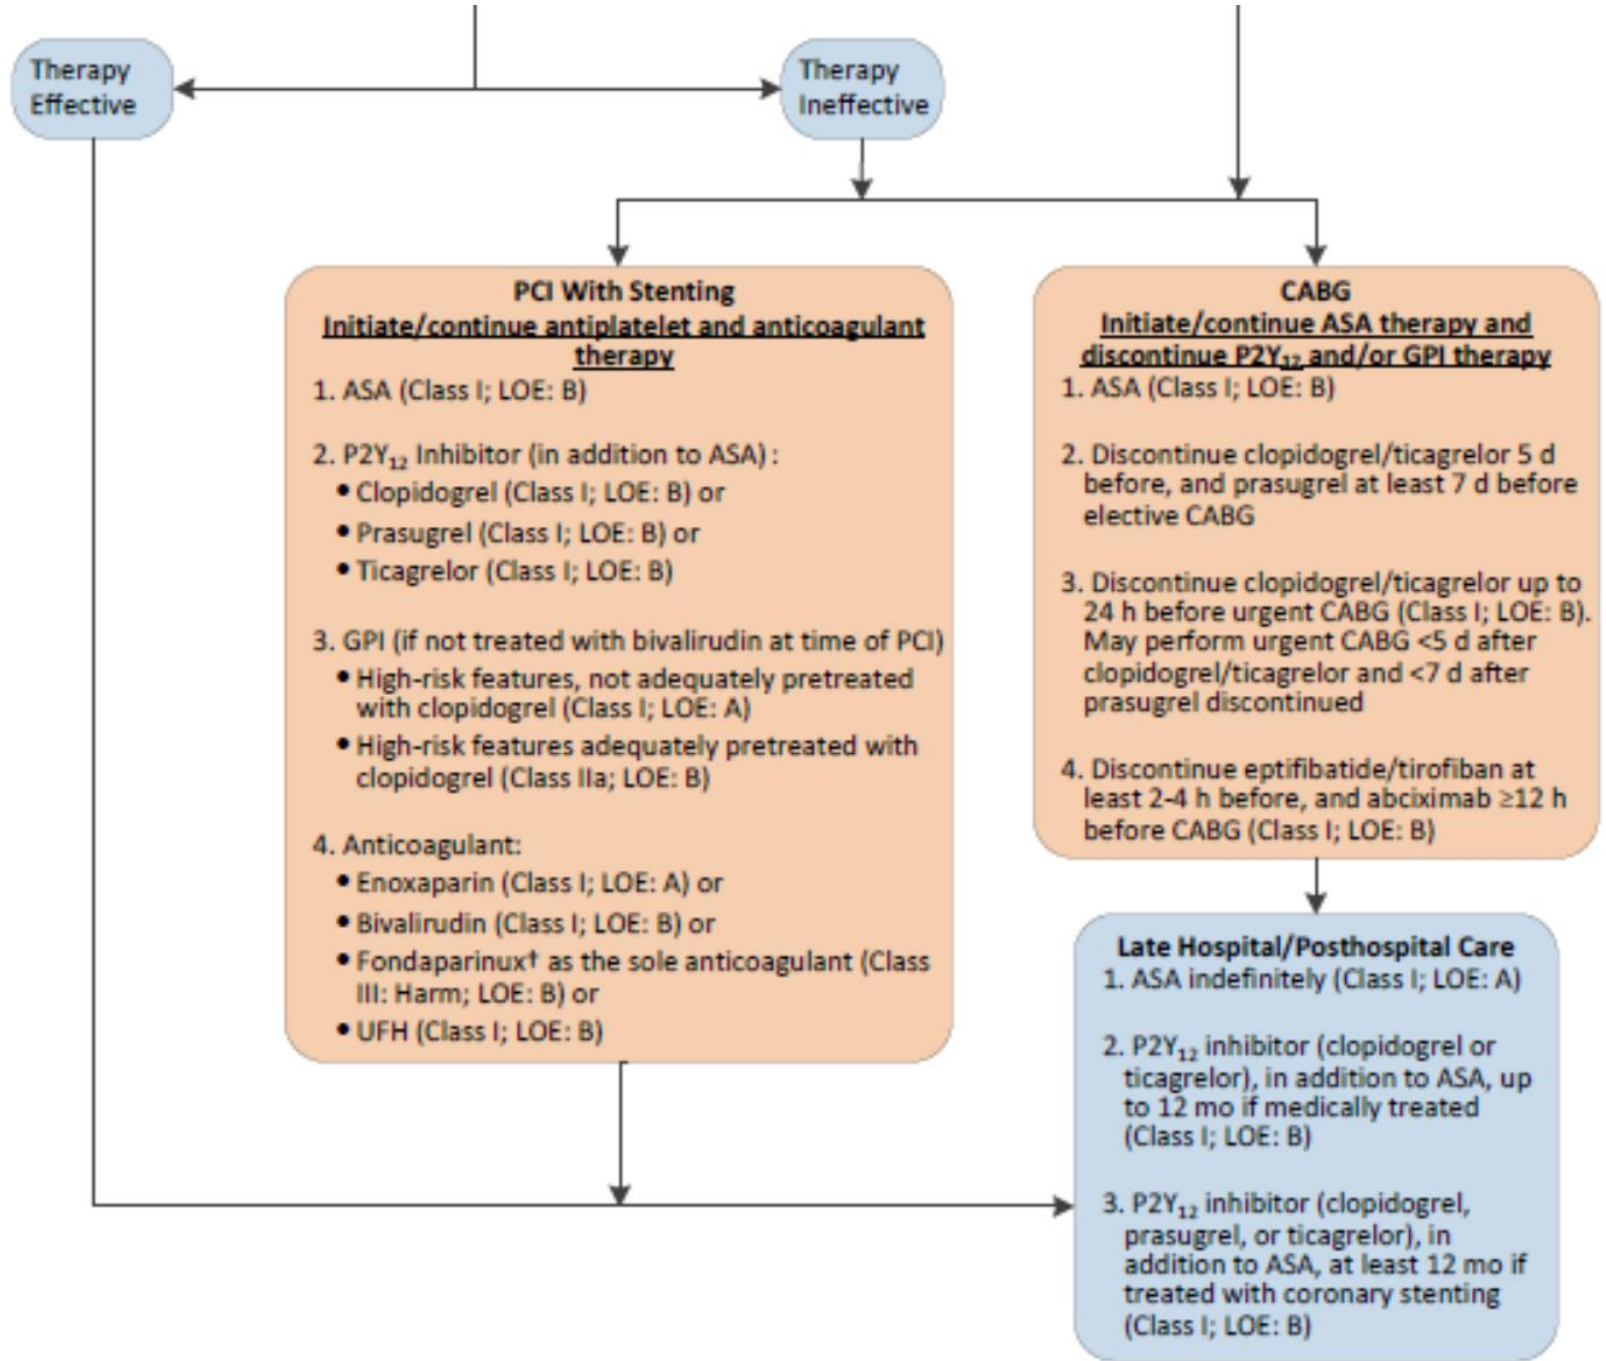 Therapy
Effective
Therapy
Ineffective
PCI With Stenting
Initiate/continue antiplatelet and anticoagulant
therapy
1. ASA (Class I; LOE: B)
2. P2Y₁₂ Inhibitor (in addition to ASA) :
• Clopidogrel (Class I; LOE: B) or
• Prasugrel (Class I; LOE: B) or
• Ticagrelor (Class I; LOE: B)
3. GPI (if not treated with bivalirudin at time of PCI)
• High-risk features, not adequately pretreated
with clopidogrel (Class I; LOE: A)
• High-risk features adequately pretreated with
clopidogrel (Class IIa; LOE: B)
4. Anticoagulant:
• Enoxaparin (Class I; LOE: A) or
• Bivalirudin (Class I; LOE: B) or
• Fondaparinux† as the sole anticoagulant (Class
III: Harm; LOE: B) or
• UFH (Class I; LOE: B)
CABG
Initiate/continue ASA therapy and
discontinue P2Y₁₂ and/or GPI therapy
1. ASA (Class I; LOE: B)
2. Discontinue clopidogrel/ticagrelor 5 d
before, and prasugrel at least 7 d before
elective CABG
3. Discontinue clopidogrel/ticagrelor up to
24 h before urgent CABG (Class I; LOE: B).
May perform urgent CABG <5 d after
clopidogrel/ticagrelor and <7 d after
prasugrel discontinued
4. Discontinue eptifibatide/tirofiban at
least 2-4 h before, and abciximab ≥12 h
before CABG (Class I; LOE: B)
Late Hospital/Posthospital Care
1. ASA indefinitely (Class I; LOE: A)
2. P2Y₁₂ inhibitor (clopidogrel or
ticagrelor), in addition to ASA, up
to 12 mo if medically treated
(Class I; LOE: B)
3. P2Y₁₂ inhibitor (clopidogrel,
prasugrel, or ticagrelor), in
addition to ASA, at least 12 mo if
treated with coronary stenting
(Class I; LOE: B)